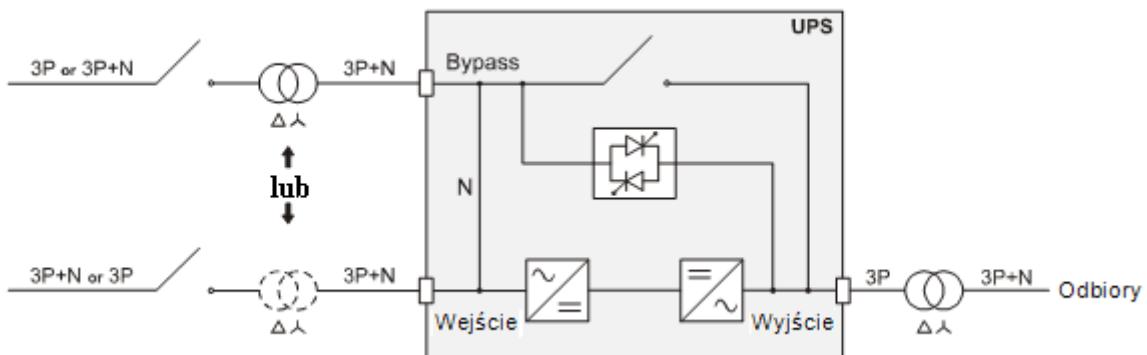 UPS
3P or 3P+N
3P+N
Bypass
Δ
lub
N
3P+N or 3P
3P+N
Wejście
Wyjście
3P
3P+N
Odbiory
Δ
Δ